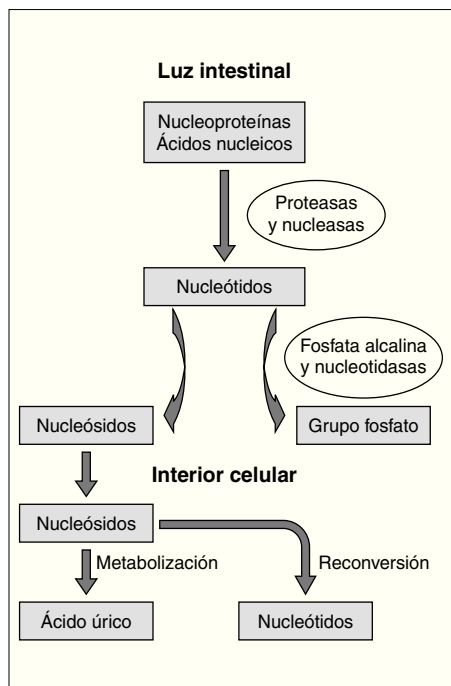 Luz intestinal
Nucleoproteínas
Ácidos nucleicos
Proteasas
y nucleasas
Nucleótidos
Fosfata alcalina
y nucleotidasas
Nucleósidos
Grupo fosfato
Interior celular
Nucleósidos
Metabolización
Reconversión
Ácido úrico
Nucleótidos